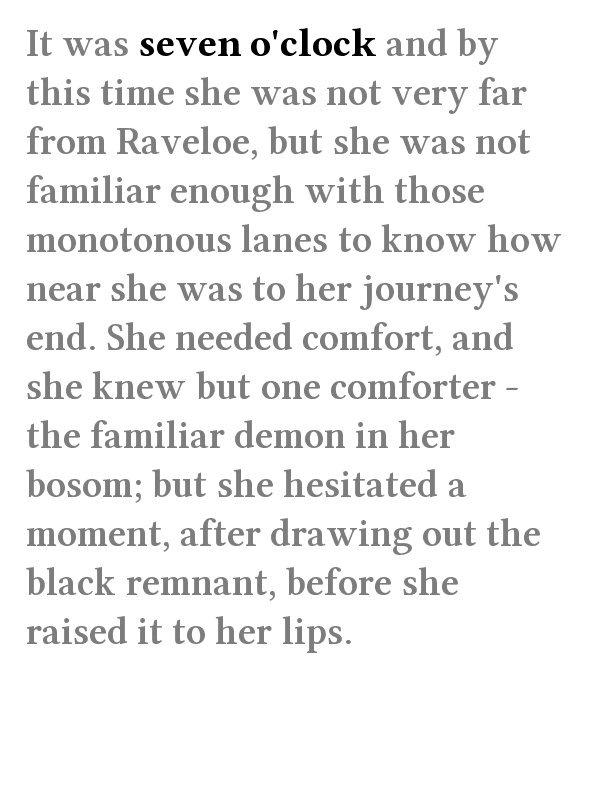 It was seven o'clock and by
this time she was not very far
from Raveloe, but she was not
familiar enough with those
monotonous lanes to know how
near she was to her journey's
end. She needed comfort, and
she knew but one comforter -
the familiar demon in her
bosom; but she hesitated a
moment, after drawing out the
black remnant, before she
raised it to her lips.